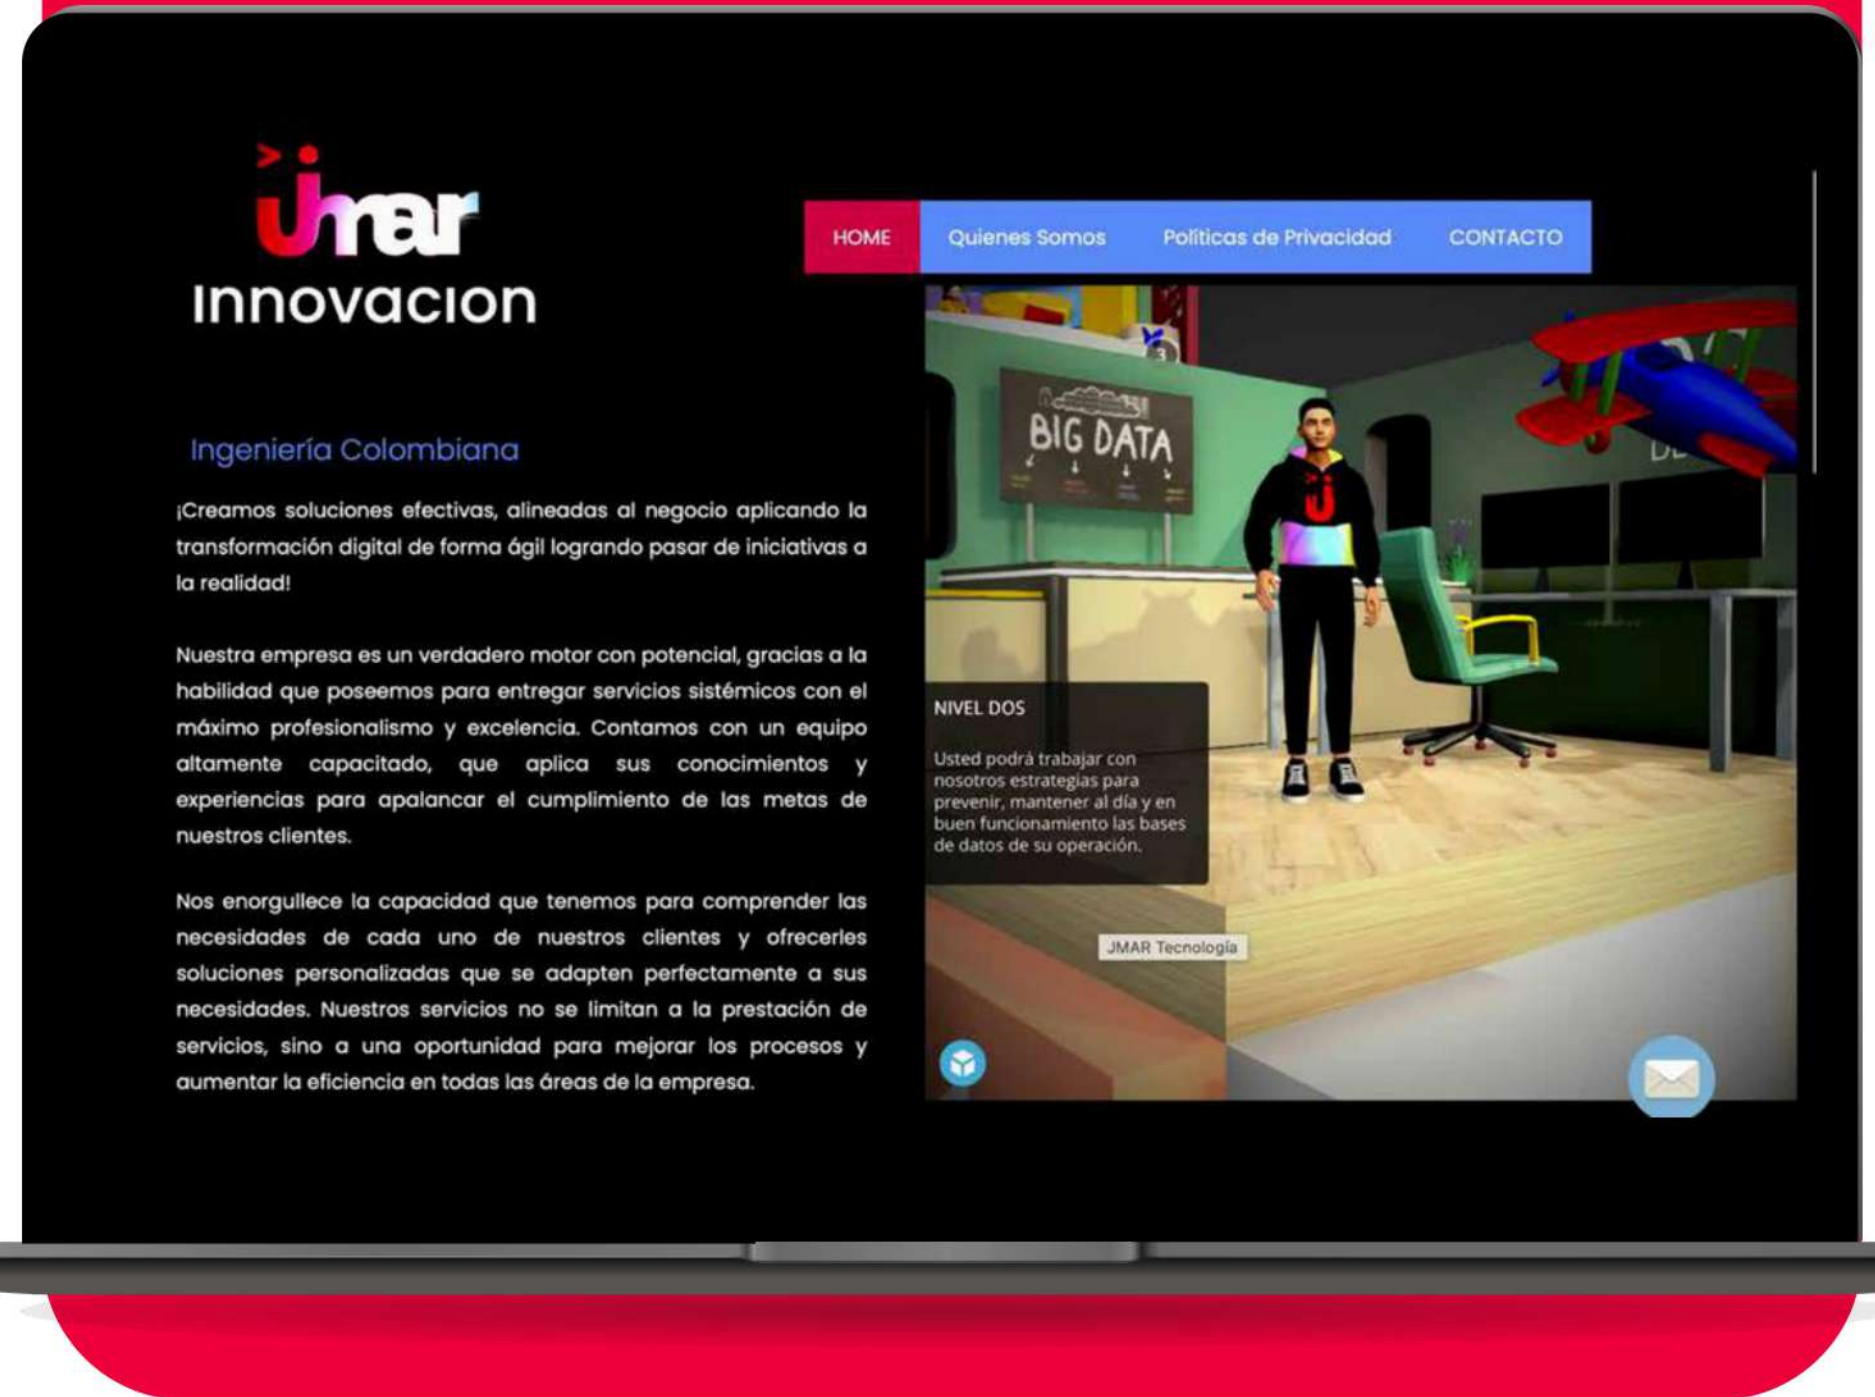 Jmar
Innovacion
HOME
Quienes Somos
Políticas de Privacidad
CONTACTO
Ingeniería Colombiana
¡Creamos soluciones efectivas, alineadas al negocio aplicando la
transformación digital de forma ágil logrando pasar de iniciativas a
la realidad!
Nuestra empresa es un verdadero motor con potencial, gracias a la
habilidad que poseemos para entregar servicios sistémicos con el
máximo profesionalismo y excelencia. Contamos con un equipo
altamente capacitado, que aplica sus conocimientos y
experiencias para apalancar el cumplimiento de las metas de
nuestros clientes.
Nos enorgullece la capacidad que tenemos para comprender las
necesidades de cada uno de nuestros clientes y ofrecerles
soluciones personalizadas que se adapten perfectamente a sus
necesidades. Nuestros servicios no se limitan a la prestación de
servicios, sino a una oportunidad para mejorar los procesos y
aumentar la eficiencia en todas las áreas de la empresa.
3
BIG DATA
J
NIVEL DOS
Usted podrá trabajar con
nosotros estrategias para
prevenir, mantener al día y en
buen funcionamiento las bases
de datos de su operación.
JMAR Tecnología